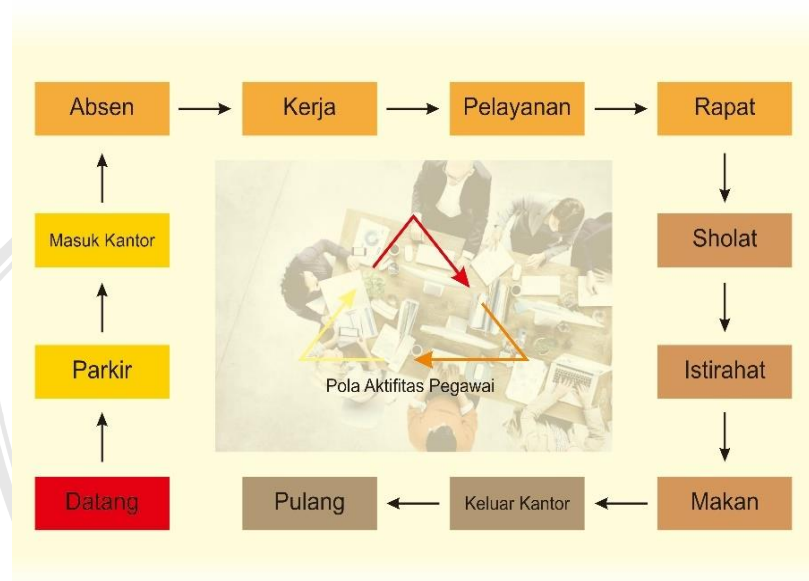 Absen
Kerja
Pelayanan
Rapat
Masuk Kantor
Sholat
Parkir
Istirahat
Pola Aktifitas Pegawai
Datang
Pulang
Keluar Kantor
Makan